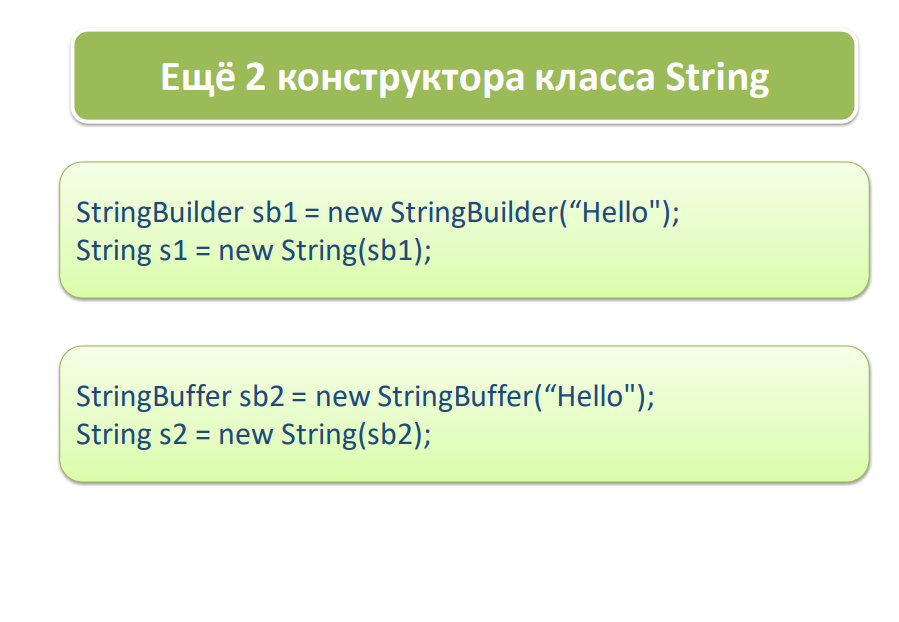 Ещё 2 конструктора класса String
StringBuilder sb1 = new StringBuilder(“Hello");
String s1 = new String(sb1);
StringBuffer sb2 = new StringBuffer(“Hello");
String s2 = new String(sb2);